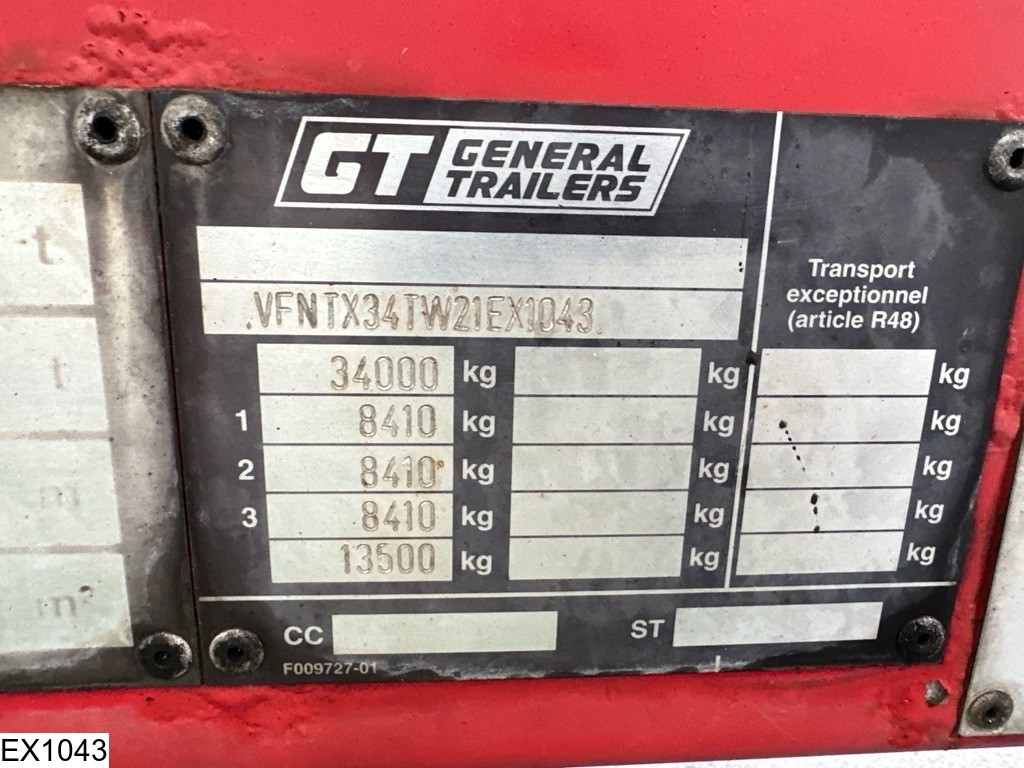 GT GENERAL
TRAILERS
Transport
exceptionnel
(article R48)
.VFNTX34TW21EX1043.
34000 kg kg kg
1 8410 kg kg kg
2 8410 kg kg kg
3 8410 kg kg kg
13500 kg kg kg
CC ST
F009727-01
t
t
m
m³
EX1043